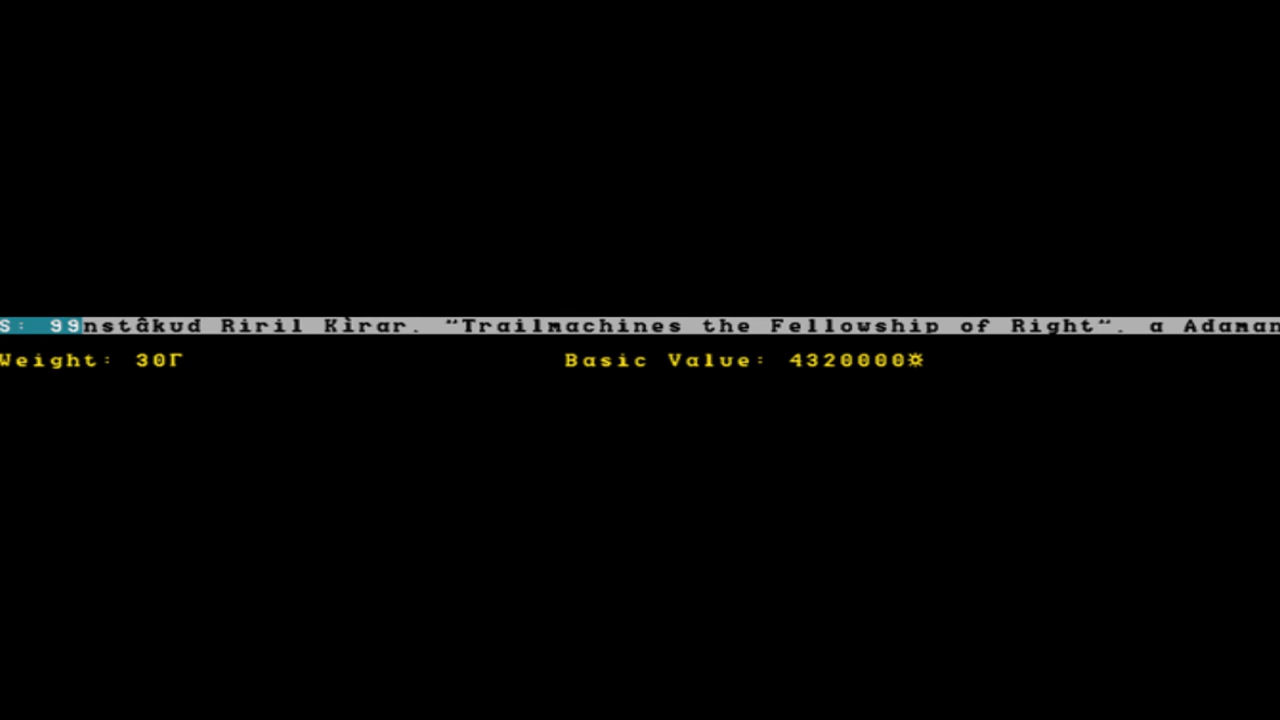 S: 99nstâkud Riril Kìrar, "Trailmachines the Fellowship of Right", a Adaman
Weight: 30Γ Basic Value: 4320000☼